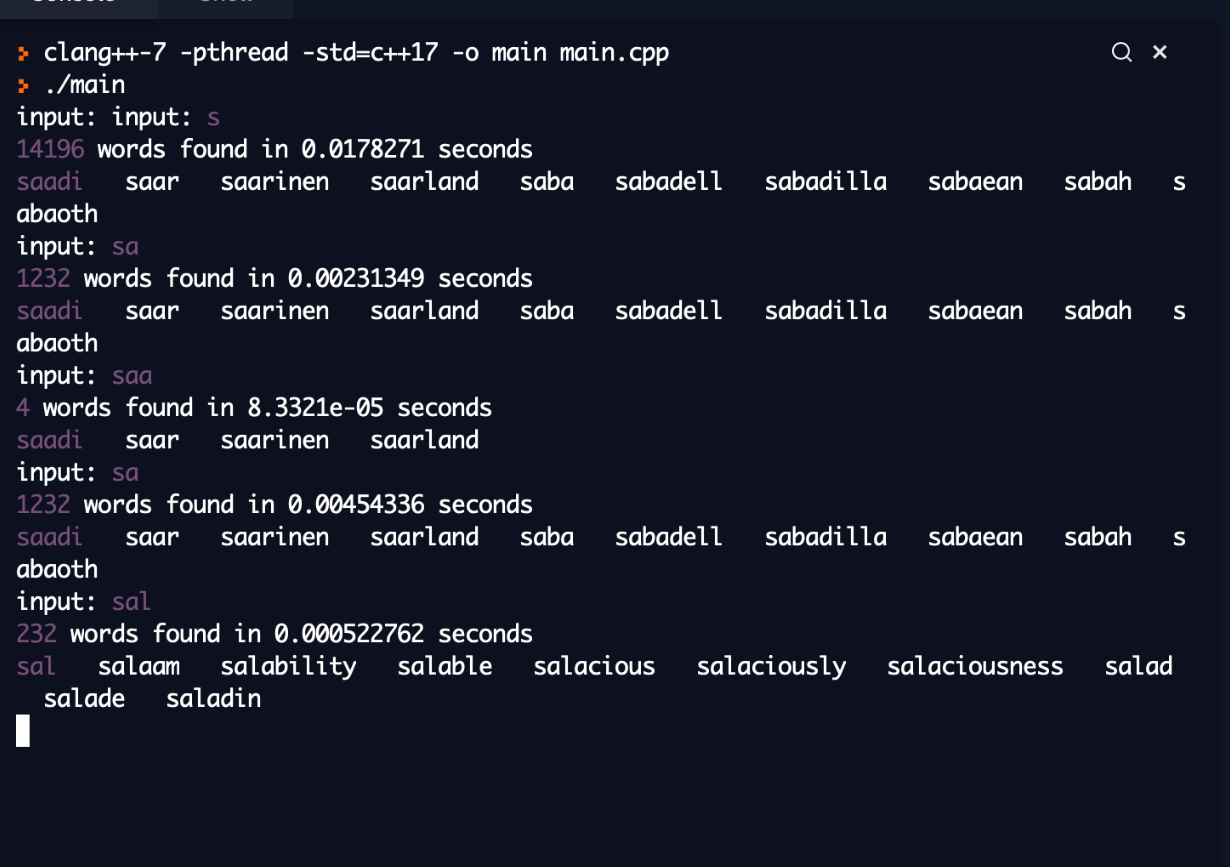 clang++-7 -pthread -std=c++17 -o main main.cpp
./main
input: input: s
14196 words found in 0.0178271 seconds
saadi saar saarinen saarland saba sabadell sabadilla sabaean sabah s
abaoth
input: sa
1232 words found in 0.00231349 seconds
saadi saar saarinen saarland saba sabadell sabadilla sabaean sabah s
abaoth
input: saa
4 words found in 8.3321e-05 seconds
saadi saar saarinen saarland
input: sa
1232 words found in 0.00454336 seconds
saadi saar saarinen saarland saba sabadell sabadilla sabaean sabah s
abaoth
input: sal
232 words found in 0.000522762 seconds
sal salaam salability salable salacious salaciously salaciousness salad
salade saladin